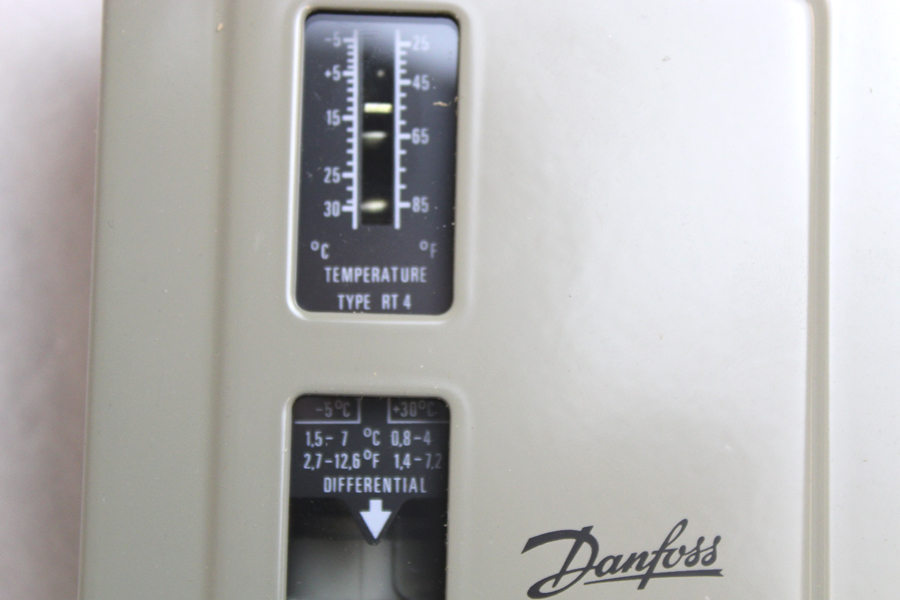 -5 25
+5 45
15 65
25
30 85
°C °F
TEMPERATURE
TYPE RT 4
-5°C +30°C
1,5-7 °C 0,8-4
2,7-12,6 °F 1,4-7,2
DIFFERENTIAL
Danfoss